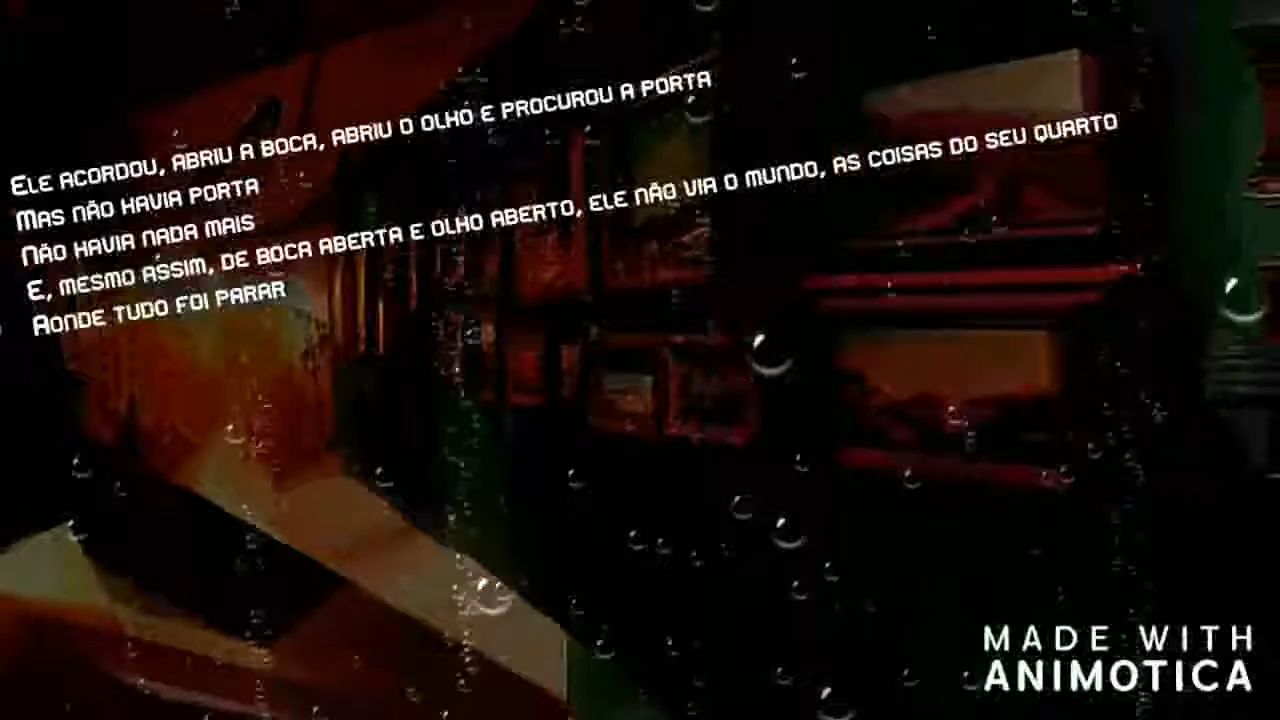 Ele acordou, abriu a boca, abriu o olho e procurou a porta
Mas não havia porta
Não havia nada mais
E, mesmo assim, de boca aberta e olho aberto, ele não via o mundo, as coisas do seu quarto
Aonde tudo foi parar
MADE WITH
ANIMOTICA